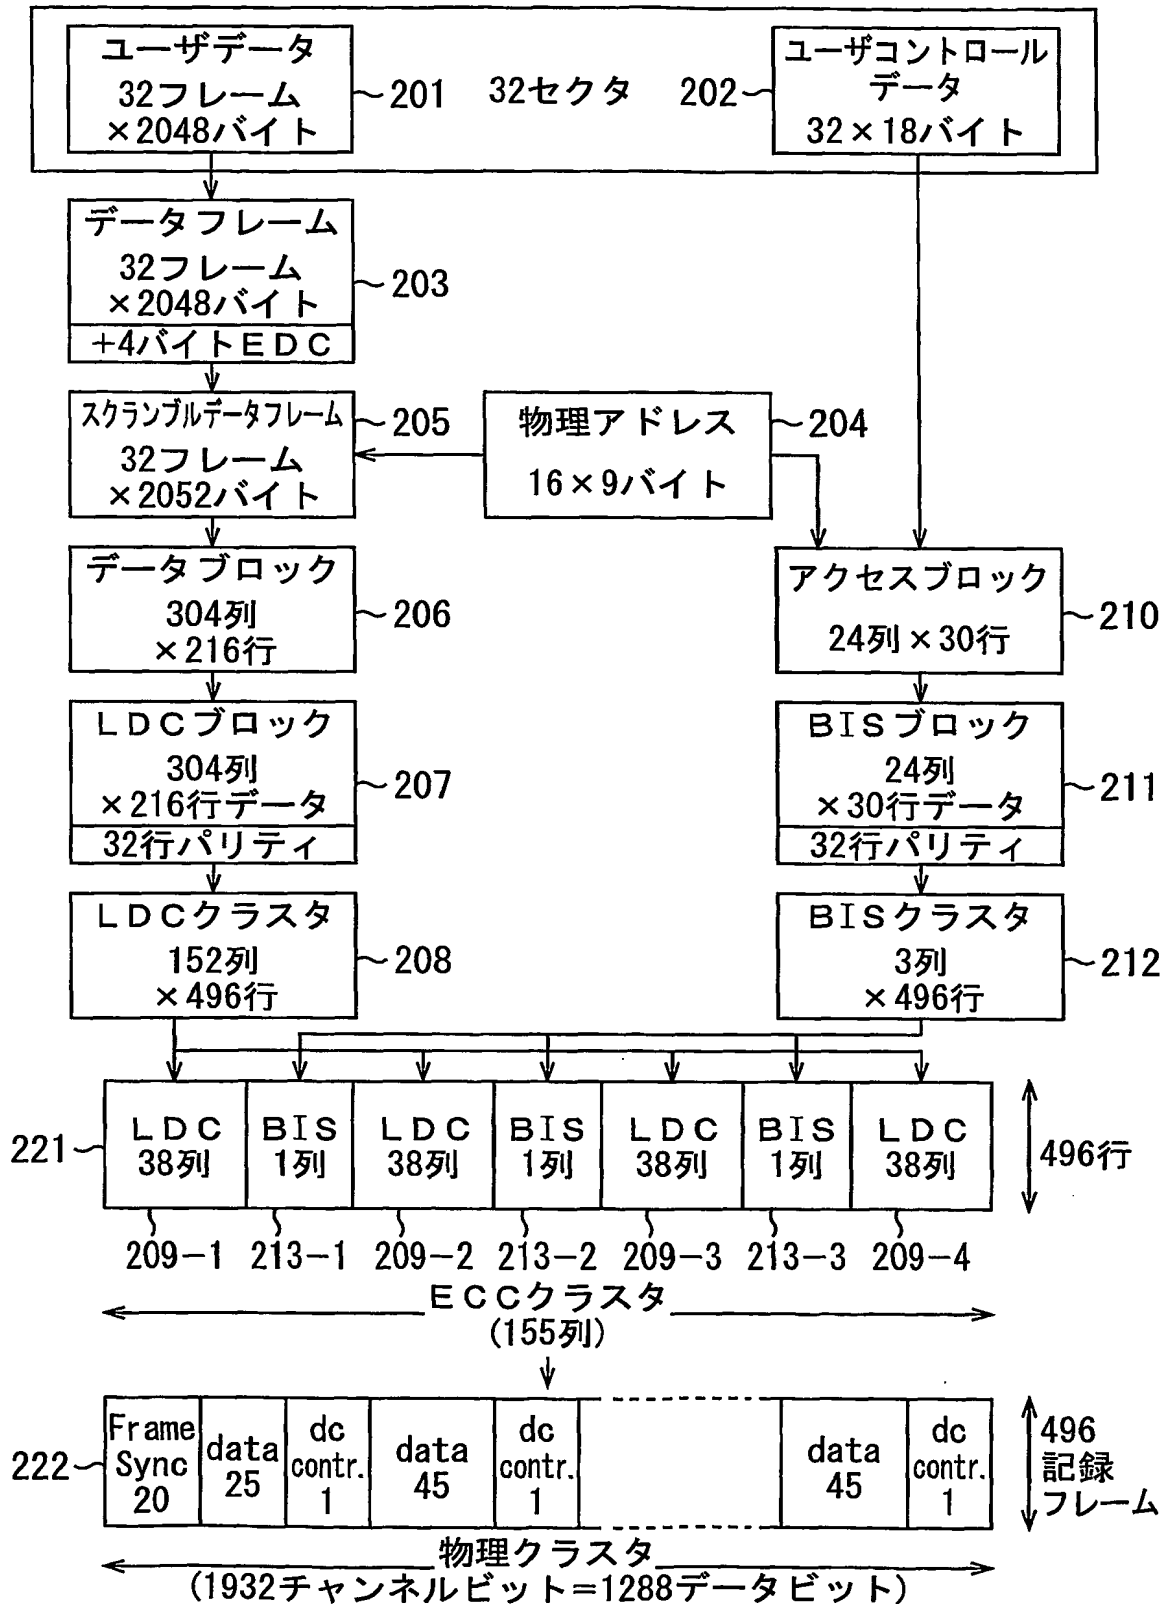 ユーザデータ
32フレーム
×2048バイト
201
32セクタ
202
ユーザコントロール
データ
32×18バイト
データフレーム
32フレーム
×2048バイト
+4バイトEDC
203
スクランブルデータフレーム
32フレーム
×2052バイト
205
物理アドレス
16×9バイト
204
データブロック
304列
×216行
206
アクセスブロック
24列×30行
210
LDCブロック
304列
×216行データ
32行パリティ
207
BISブロック
24列
×30行データ
32行パリティ
211
LDCクラスタ
152列
×496行
208
BISクラスタ
3列
×496行
212
221
LDC
38列
BIS
1列
LDC
38列
BIS
1列
LDC
38列
BIS
1列
LDC
38列
496行
209-1
213-1
209-2
213-2
209-3
213-3
209-4
ECCクラスタ
(155列)
222
Frame
Sync
20
data
25
dc
contr.
1
data
45
dc
contr.
1
data
45
dc
contr.
1
496
記録
フレーム
物理クラスタ
(1932チャンネルビット=1288データビット)